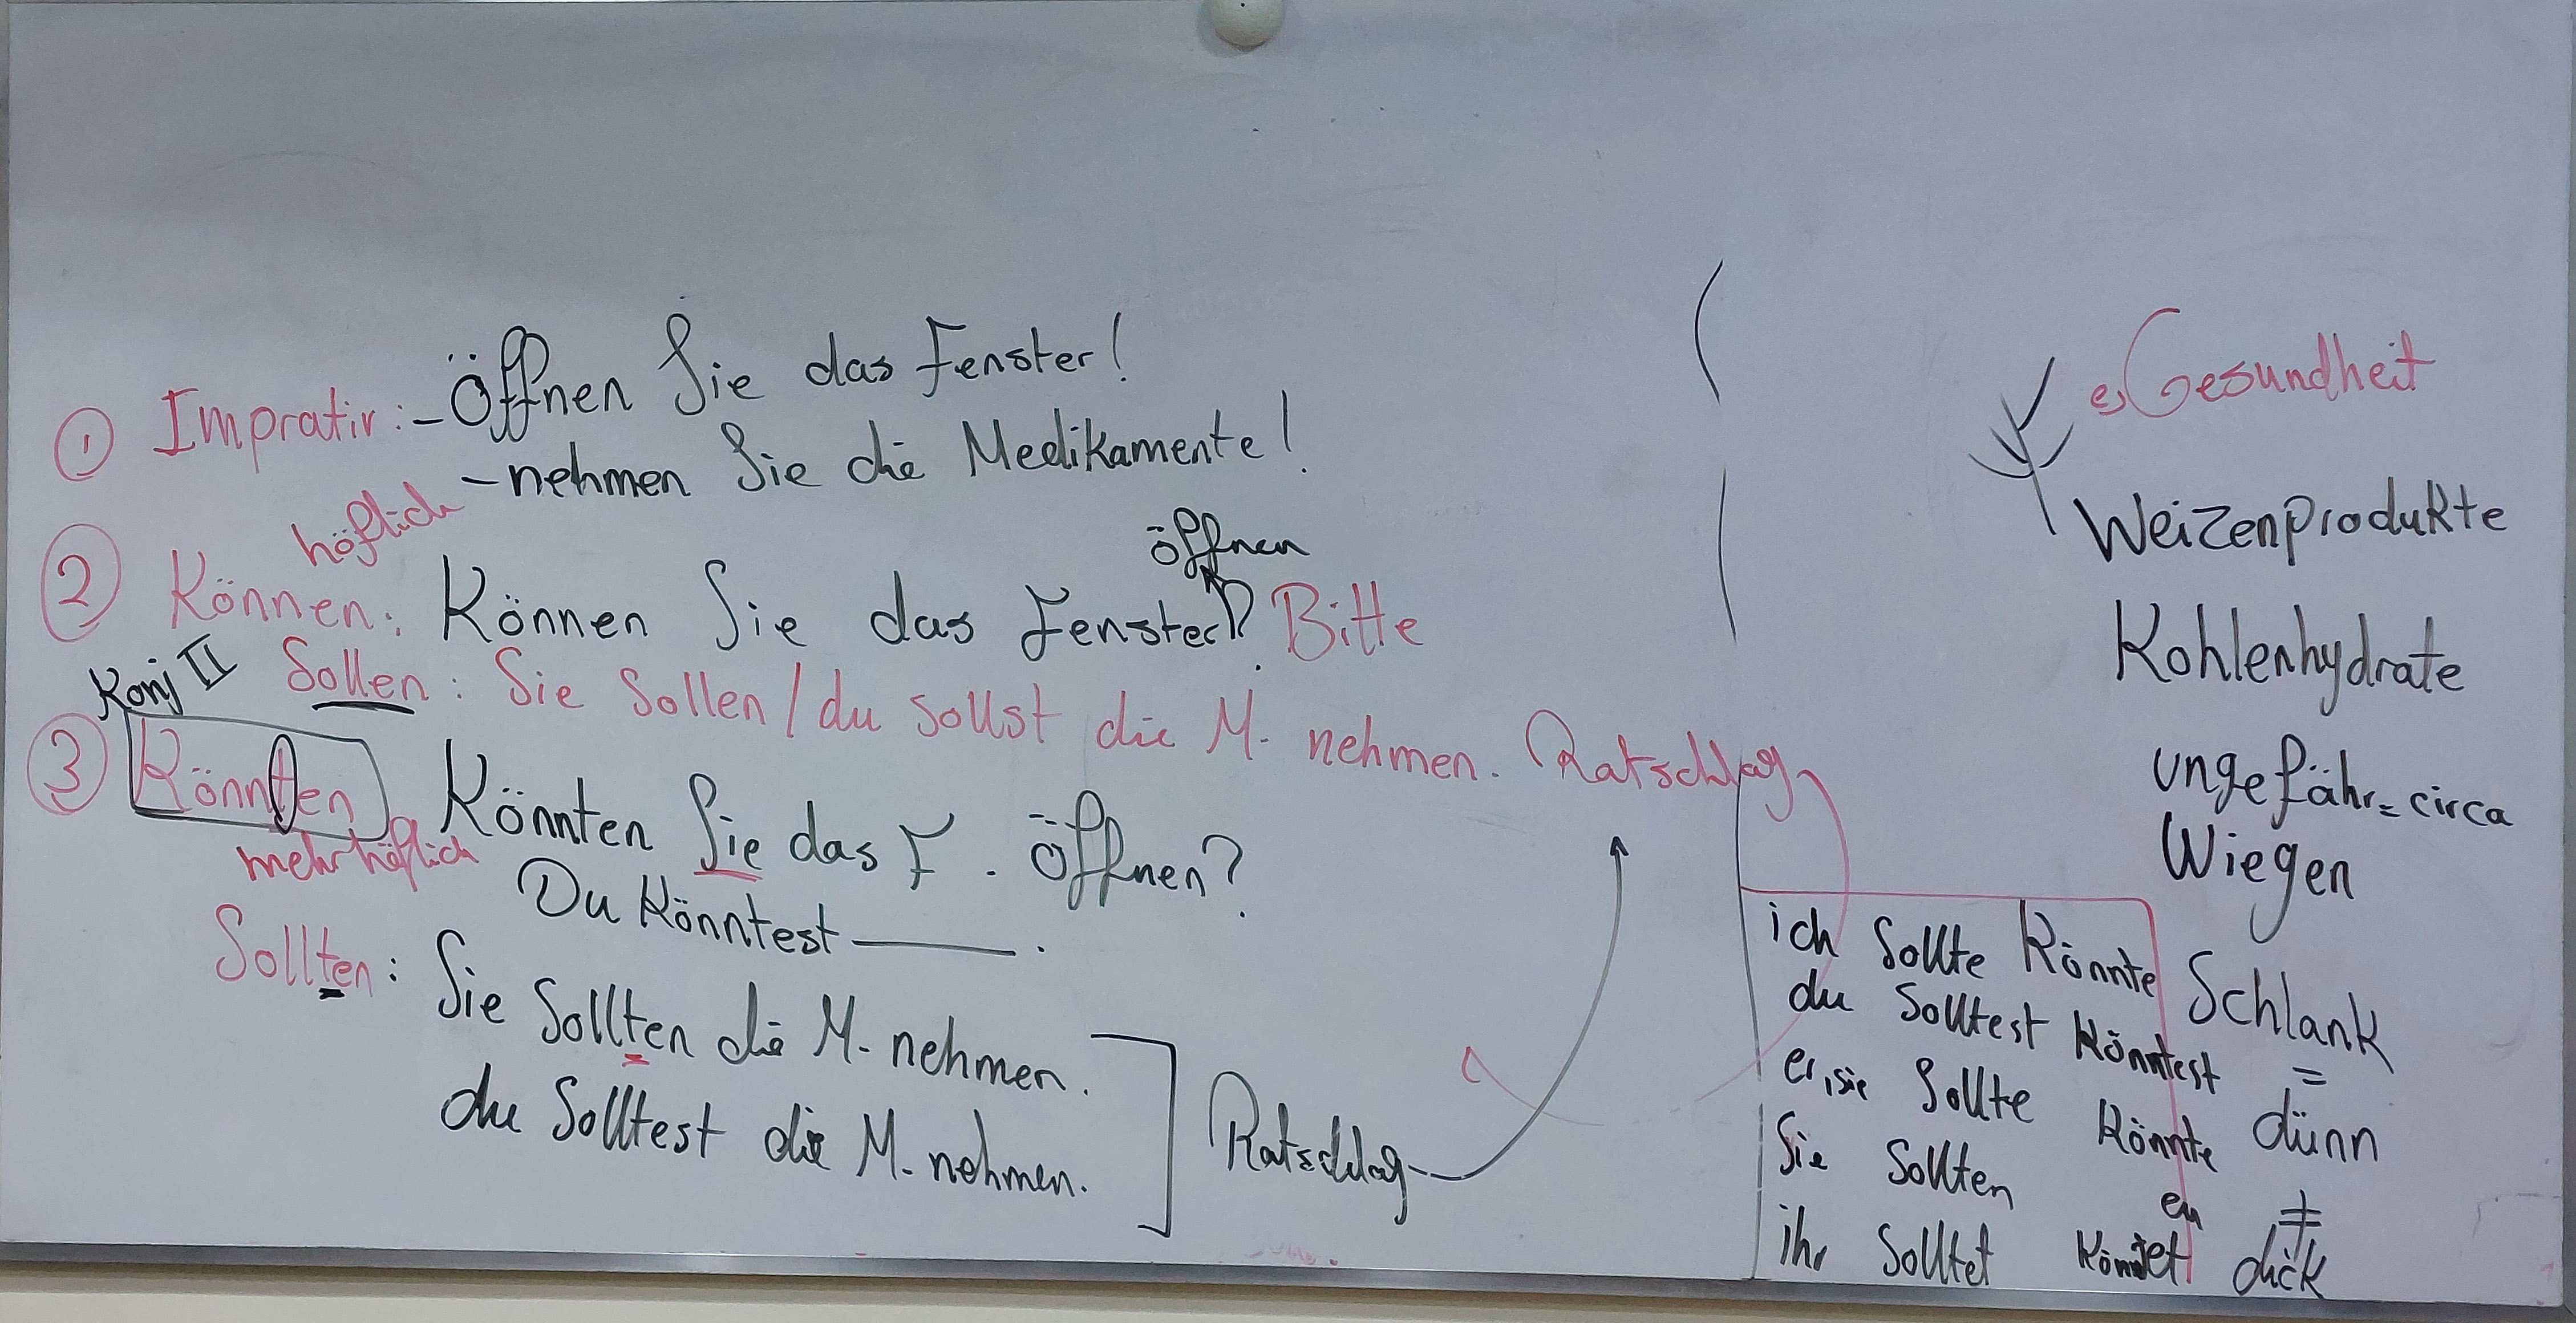 ① Imprativ: - Öffnen Sie das Fenster!
- nehmen Sie die Medikamente!
höflich
öffnen
② Können: Können Sie das Fenster? Bitte
Sollen: Sie Sollen / du sollst die M. nehmen. Ratschlag
Konj II
③ Könnten Könnten Sie das F. Öffnen?
mehr höflich
Du Könntest ——.
Sollten: Sie Sollten die M. nehmen.
du Solltest die M. nehmen.
Ratschlag
e, Gesundheit
Weizenprodukte
Kohlenhydrate
ungefähr = circa
Wiegen
Schlank
=
dünn
≠
dick
ich Sollte Könnte
du Solltest Könntest
er, sie Sollte Könnte
Sie Sollten en
ihr Solltet Könntet